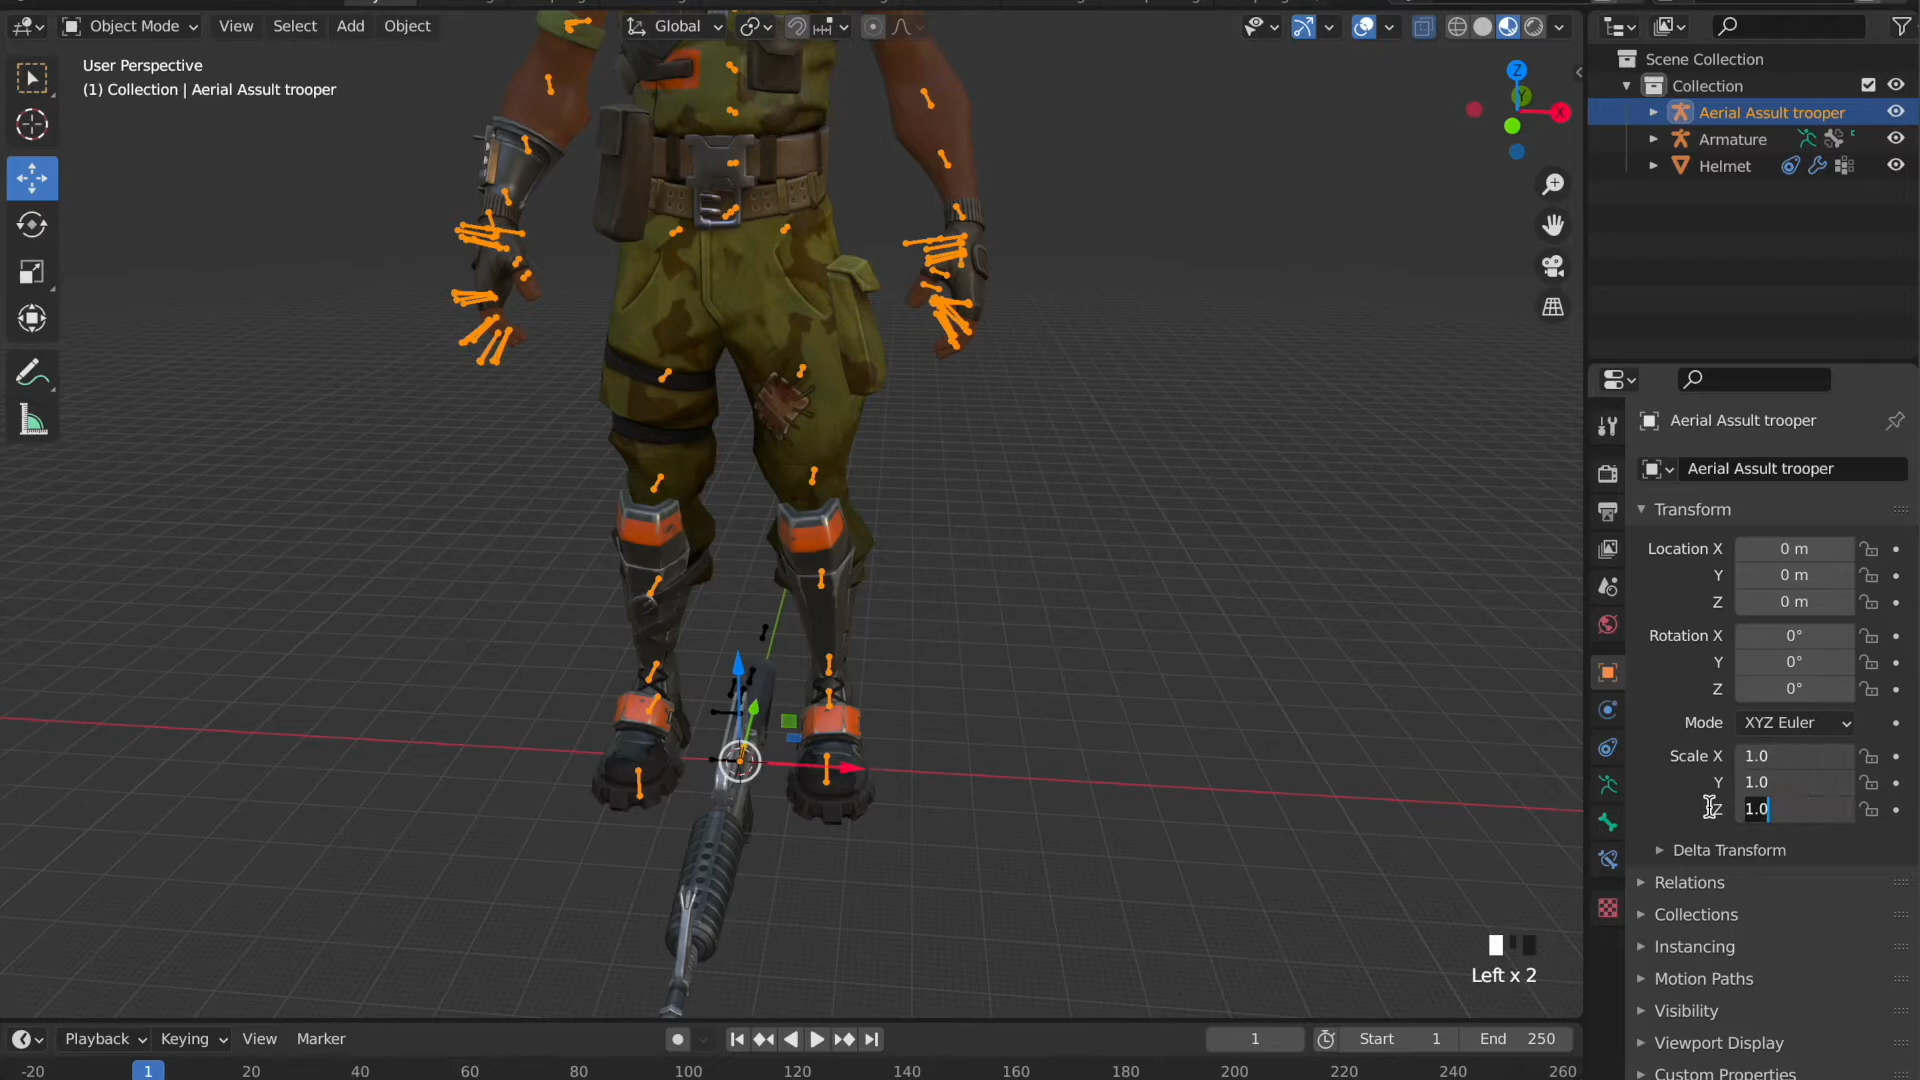 Object Mode View Select Add Object Global
User Perspective
(1) Collection | Aerial Assult trooper
Z
Y
X
Left x 2
Playback Keying View Marker 1 Start 1 End 250
-20 1 20 40 60 80 100 120 140 160 180 200 220 240 260
Scene Collection
Collection
Aerial Assult trooper
Armature
Helmet
Aerial Assult trooper
Aerial Assult trooper
Transform
Location X 0 m
Y 0 m
Z 0 m
Rotation X 0°
Y 0°
Z 0°
Mode XYZ Euler
Scale X 1.0
Y 1.0
Z 1.0
Delta Transform
Relations
Collections
Instancing
Motion Paths
Visibility
Viewport Display
Custom Properties